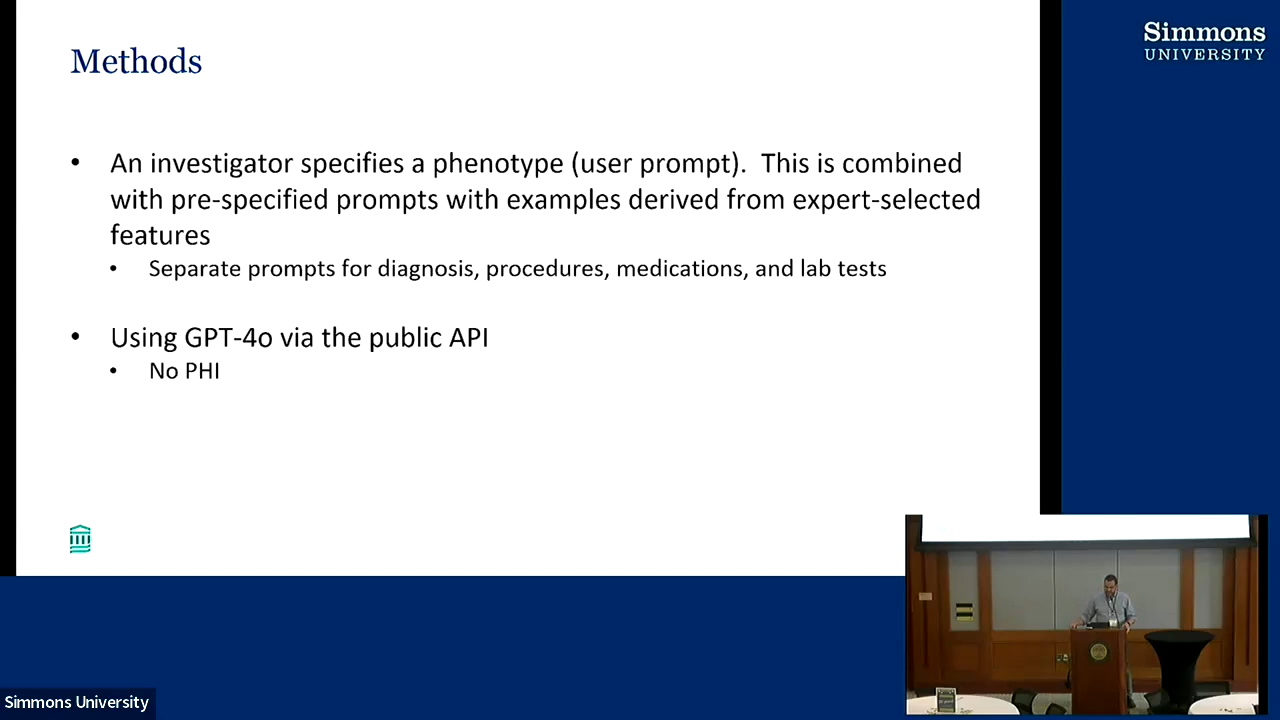 Methods
Simmons
UNIVERSITY
• An investigator specifies a phenotype (user prompt). This is combined
with pre-specified prompts with examples derived from expert-selected
features
• Separate prompts for diagnosis, procedures, medications, and lab tests
• Using GPT-4o via the public API
• No PHI
Simmons University